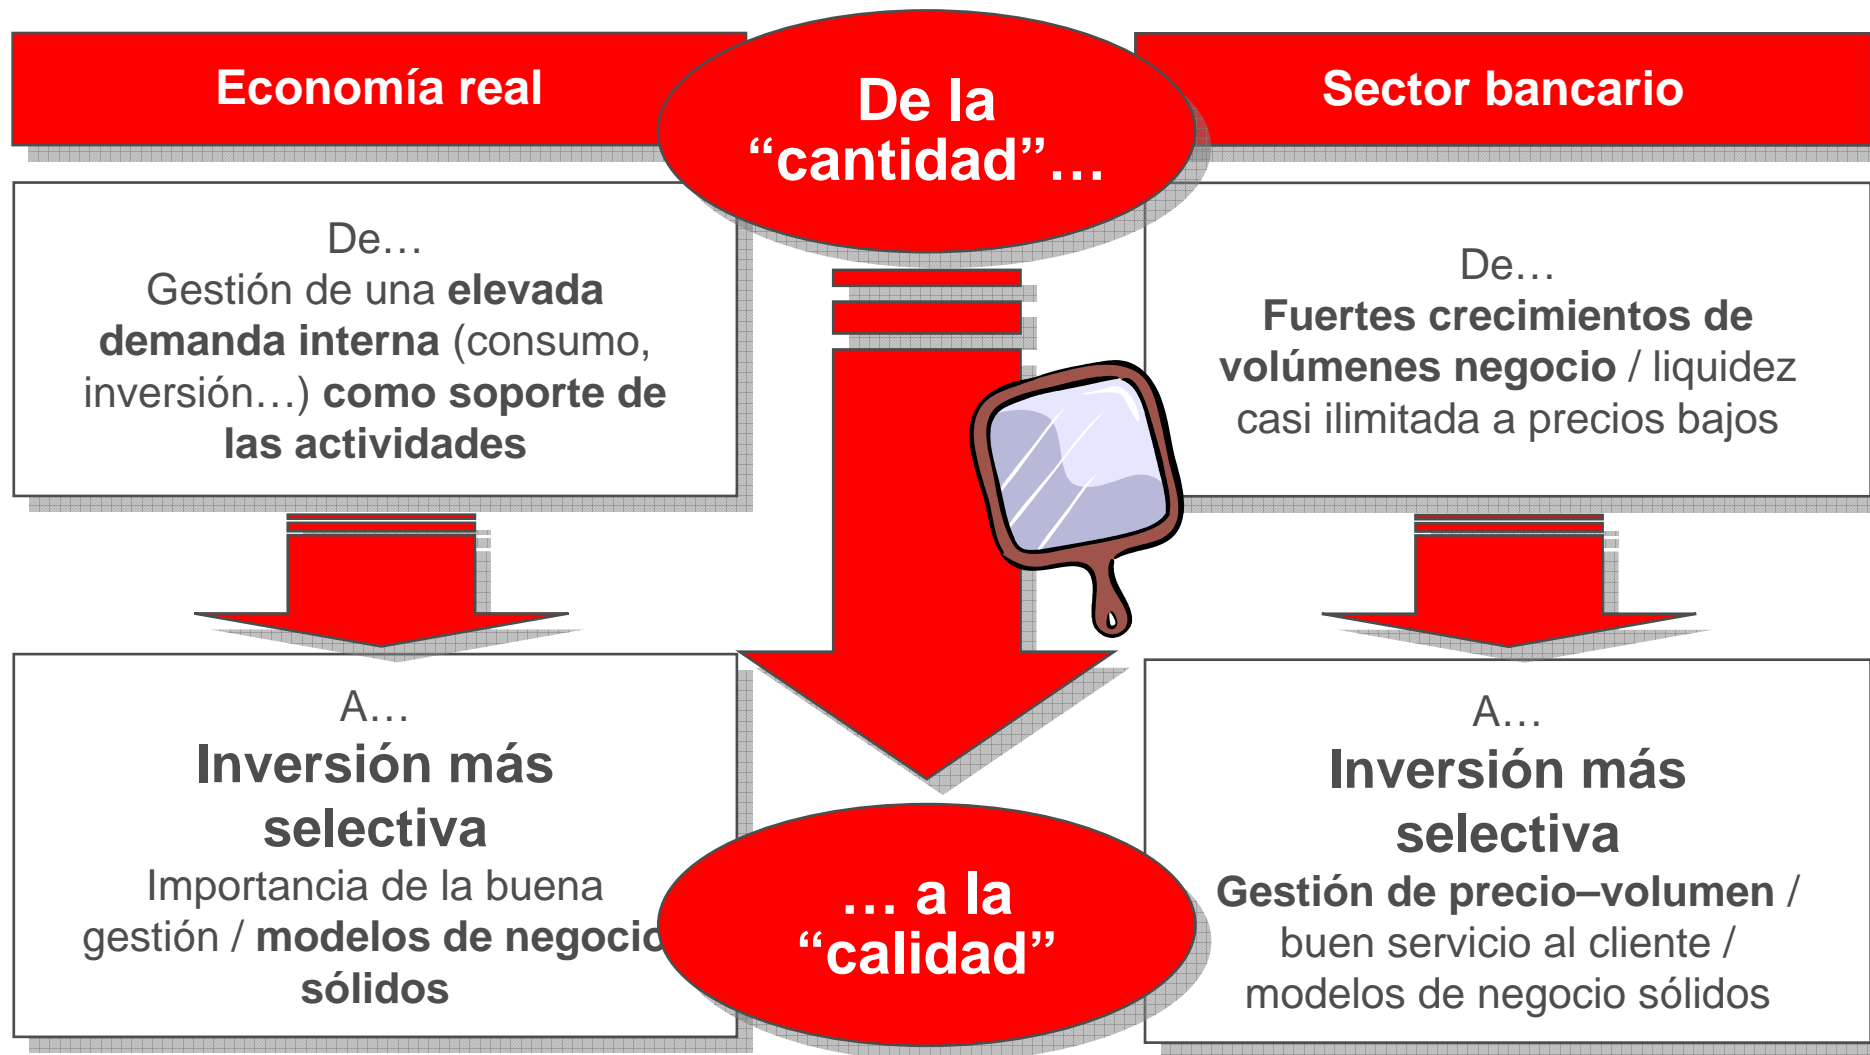 Economía real
De la
“cantidad”…
Sector bancario
De…
Gestión de una elevada
demanda interna (consumo,
inversión…) como soporte de
las actividades
De…
Fuertes crecimientos de
volúmenes negocio / liquidez
casi ilimitada a precios bajos
A…
Inversión más
selectiva
Importancia de la buena
gestión / modelos de negocio
sólidos
… a la
“calidad”
A…
Inversión más
selectiva
Gestión de precio–volumen /
buen servicio al cliente /
modelos de negocio sólidos